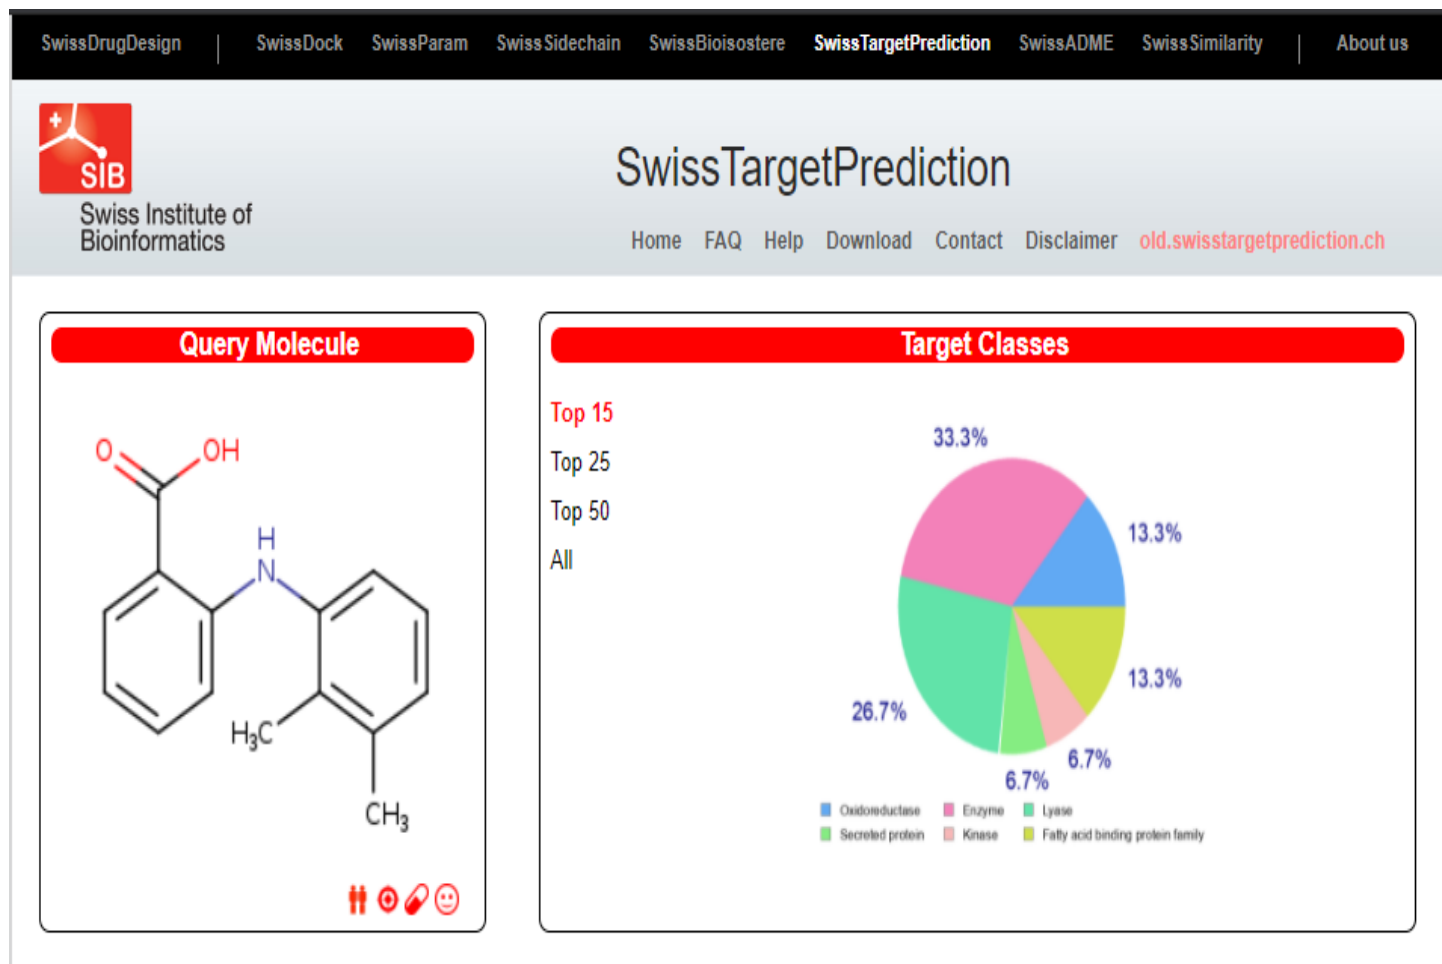 SwissDrugDesign | SwissDock SwissParam SwissSidechain SwissBioisostere SwissTargetPrediction SwissADME SwissSimilarity | About us
SIB
Swiss Institute of
Bioinformatics
SwissTargetPrediction
Home FAQ Help Download Contact Disclaimer old.swisstargetprediction.ch
Query Molecule
O
OH
H
N
H3C
CH3
Target Classes
Top 15
Top 25
Top 50
All
33.3%
13.3%
13.3%
26.7%
6.7%
6.7%
Oxidoreductase Enzyme Lyase
Secreted protein Kinase Fatty acid binding protein family